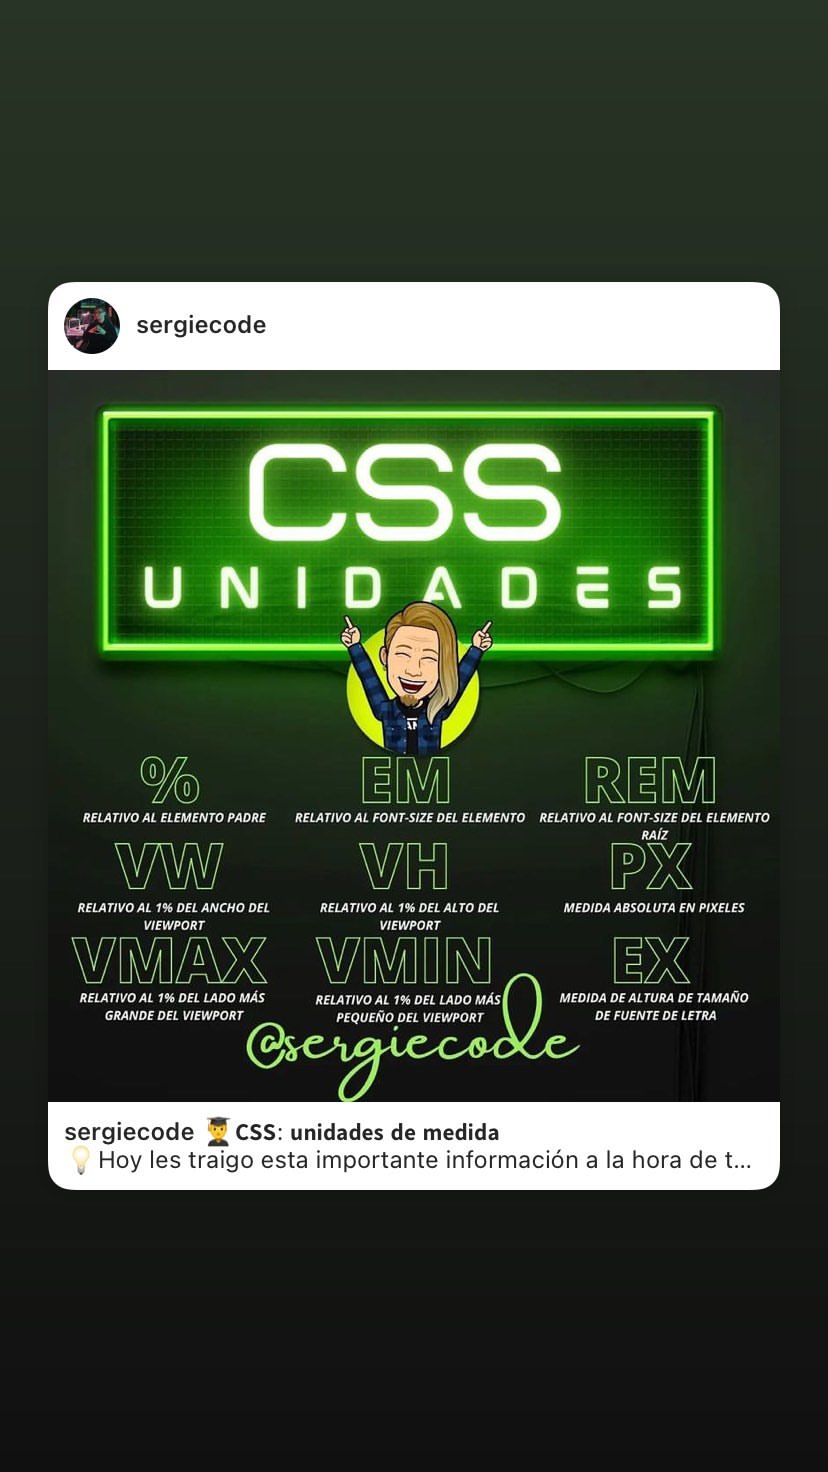 sergiecode
CSS
UNIDADES
%
RELATIVO AL ELEMENTO PADRE
EM
RELATIVO AL FONT-SIZE DEL ELEMENTO
REM
RELATIVO AL FONT-SIZE DEL ELEMENTO
RAÍZ
VW
RELATIVO AL 1% DEL ANCHO DEL
VIEWPORT
VH
RELATIVO AL 1% DEL ALTO DEL
VIEWPORT
PX
MEDIDA ABSOLUTA EN PIXELES
VMAX
RELATIVO AL 1% DEL LADO MÁS
GRANDE DEL VIEWPORT
VMIN
RELATIVO AL 1% DEL LADO MÁS
PEQUEÑO DEL VIEWPORT
EX
MEDIDA DE ALTURA DE TAMAÑO
DE FUENTE DE LETRA
@sergiecode
sergiecode 👨‍🎓CSS: unidades de medida
💡Hoy les traigo esta importante información a la hora de t...